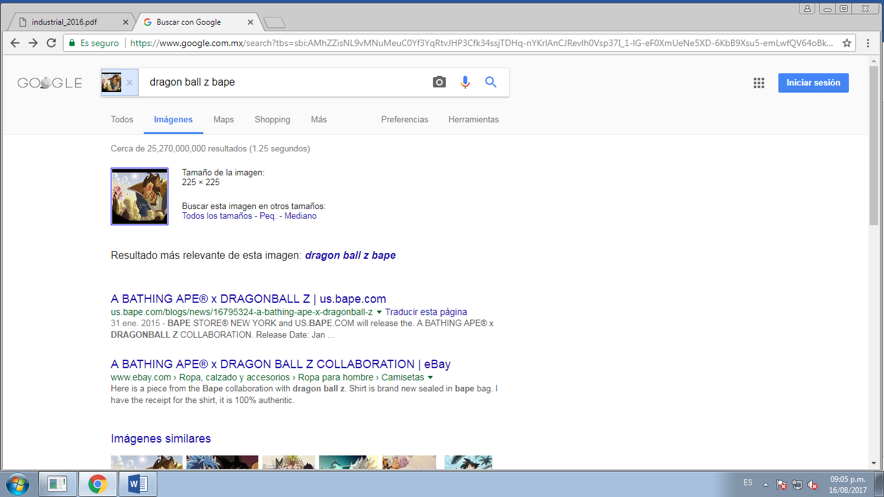 industrial_2016.pdf
Buscar con Google
Es seguro
https://www.google.com.mx/search?tbs=sbi:AMhZZisNL9vMNuMeuC0Yf3YqRtvJHP3Cfk34ssjTDHq-nYKrlAnCJRevlh0Vsp37I_1-IG-eF0XmUeNe5XD-6KbB9Xsu5-emLwfQV64oBk...
GOOGLE
dragon ball z bape
Iniciar sesión
Todos
Imágenes
Maps
Shopping
Más
Preferencias
Herramientas
Cerca de 25,270,000,000 resultados (1.25 segundos)
Tamaño de la imagen:
225 × 225
Buscar esta imagen en otros tamaños:
Todos los tamaños - Peq. - Mediano
Resultado más relevante de esta imagen: dragon ball z bape
A BATHING APE® x DRAGONBALL Z | us.bape.com
us.bape.com/blogs/news/16795324-a-bathing-ape-x-dragonball-z ▾ Traducir esta página
31 ene. 2015 - BAPE STORE® NEW YORK and US.BAPE.COM will release the. A BATHING APE® x
DRAGONBALL Z COLLABORATION. Release Date: Jan ...
A BATHING APE® x DRAGON BALL Z COLLABORATION | eBay
www.ebay.com › Ropa, calzado y accesorios › Ropa para hombre › Camisetas ▾
Here is a piece from the Bape collaboration with dragon ball z. Shirt is brand new sealed in bape bag. I
have the receipt for the shirt, it is 100% authentic.
Imágenes similares
ES
09:05 p.m.
16/08/2017